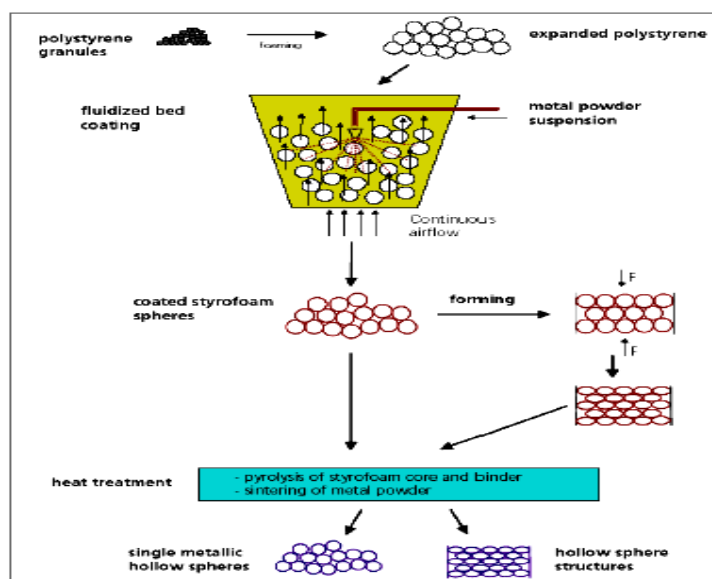 polystyrene
granules
forming
expanded polystyrene
fluidized bed
coating
metal powder
suspension
Continuous
airflow
coated styrofoam
spheres
forming
F
F
heat treatment
- pyrolysis of styrofoam core and binder
- sintering of metal powder
single metallic
hollow spheres
hollow sphere
structures